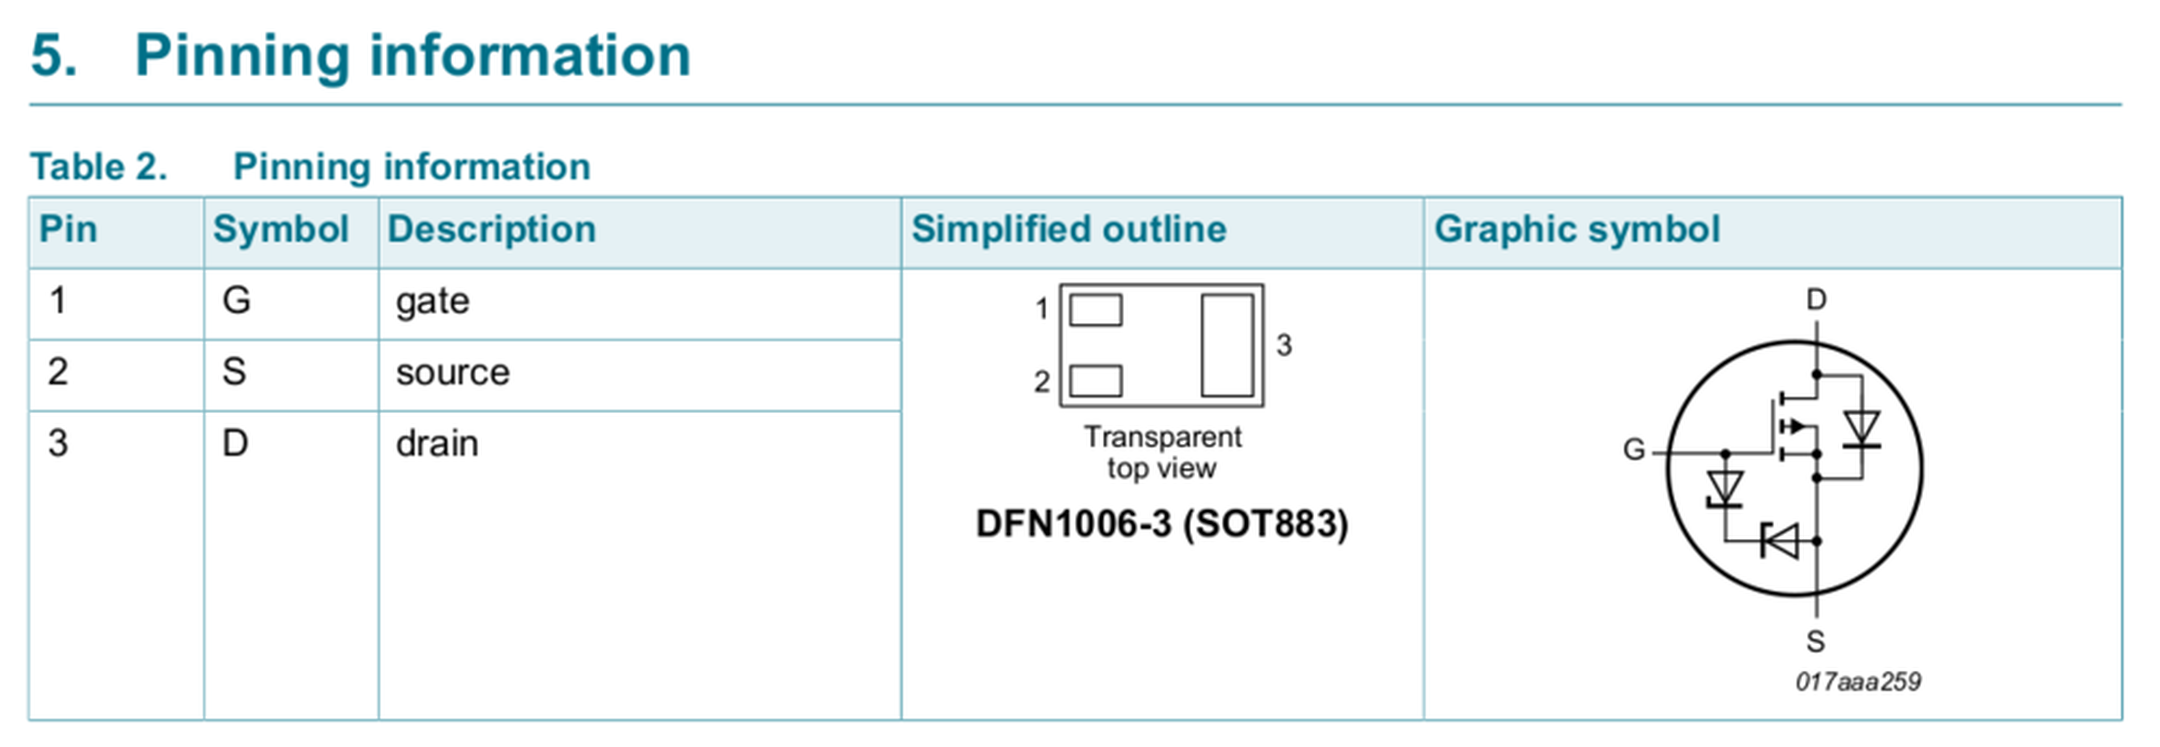 5. Pinning information
Table 2. Pinning information
Pin Symbol Description Simplified outline Graphic symbol
1 G gate
2 S source
3 D drain
1
2
3
Transparent
top view
DFN1006-3 (SOT883)
D
G
S
017aaa259